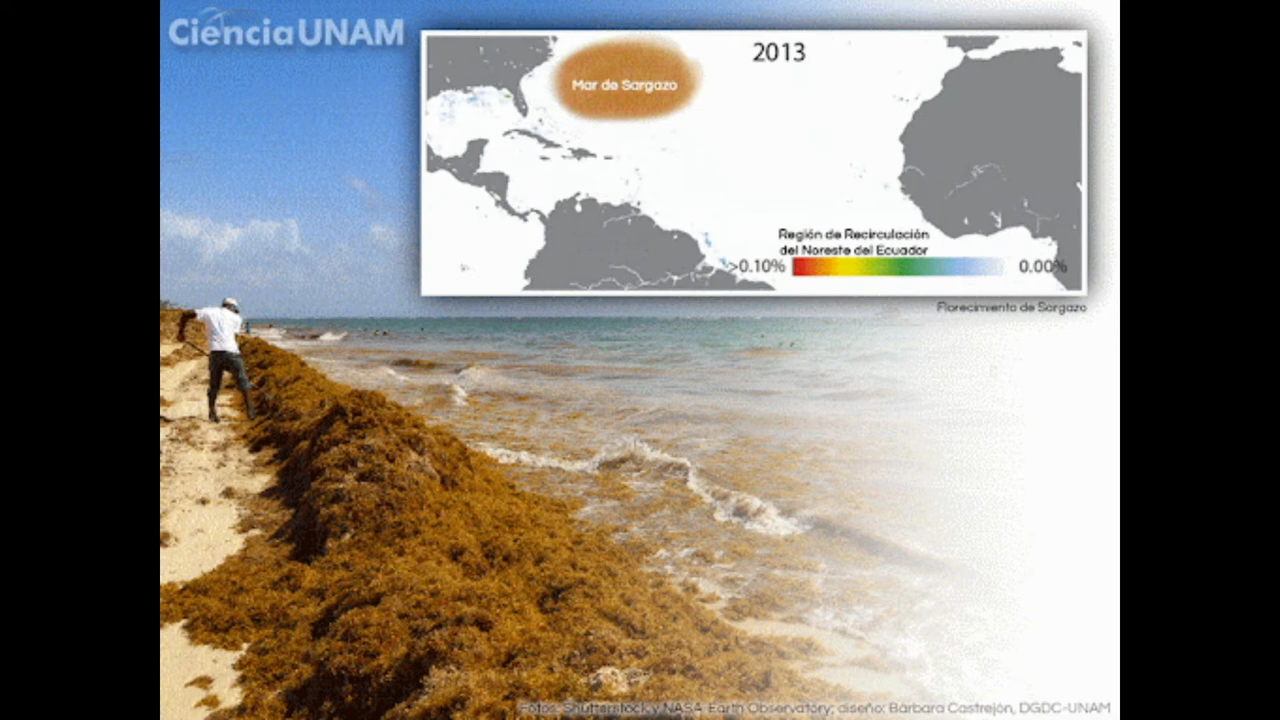 CienciaUNAM
2013
Mar de Sargazo
Región de Recirculación
del Noreste del Ecuador
>0.10%
0.00%
Florecimiento de Sargazo
Fotos: Shutterstock y NASA Earth Observatory; diseño: Bárbara Castrejón, DGDC-UNAM